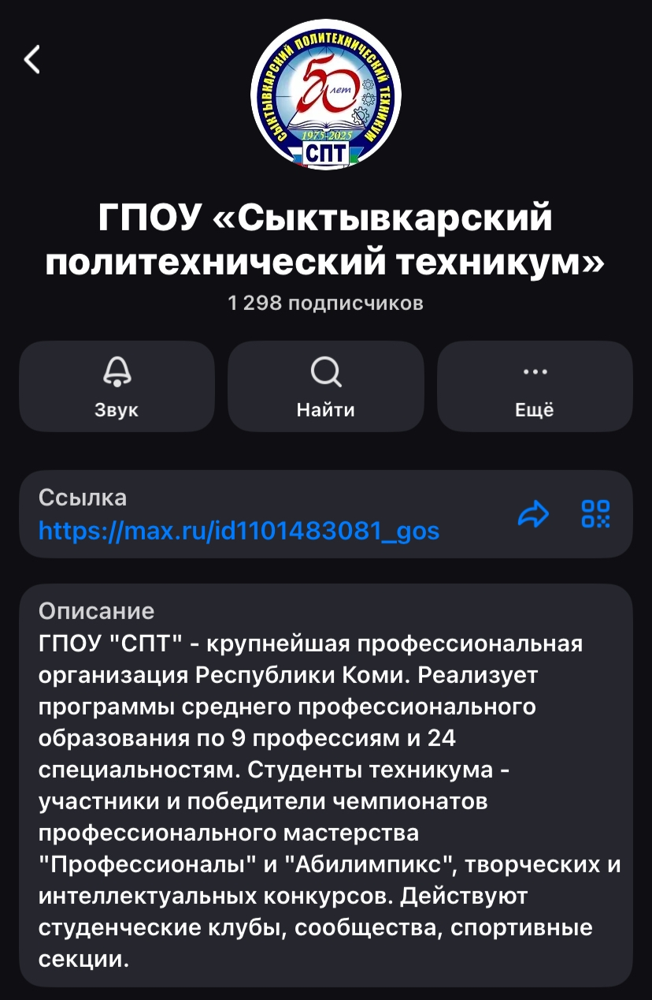 СЫКТЫВКАРСКИЙ ПОЛИТЕХНИЧЕСКИЙ ТЕХНИКУМ
50 лет
1975-2025
СПТ
ГПОУ «Сыктывкарский
политехнический техникум»
1 298 подписчиков
Звук
Найти
Ещё
Ссылка
https://max.ru/id1101483081_gos
Описание
ГПОУ "СПТ" - крупнейшая профессиональная
организация Республики Коми. Реализует
программы среднего профессионального
образования по 9 профессиям и 24
специальностям. Студенты техникума -
участники и победители чемпионатов
профессионального мастерства
"Профессионалы" и "Абилимпикс", творческих и
интеллектуальных конкурсов. Действуют
студенческие клубы, сообщества, спортивные
секции.